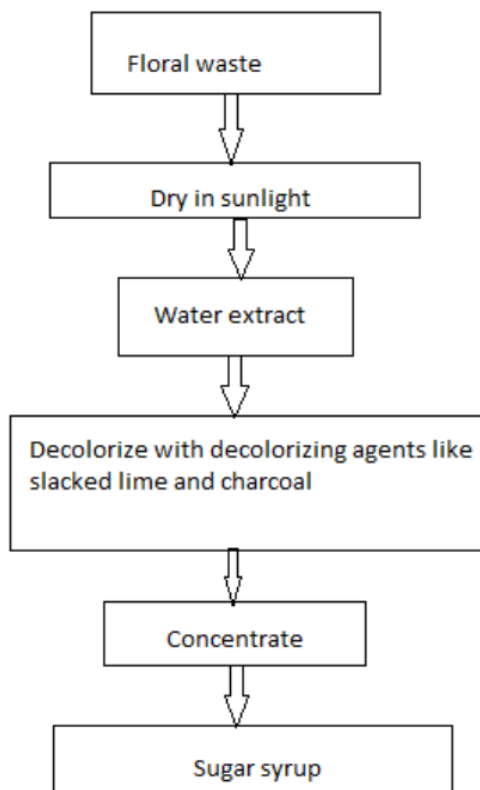 Floral waste
Dry in sunlight
Water extract
Decolorize with decolorizing agents like
slacked lime and charcoal
Concentrate
Sugar syrup